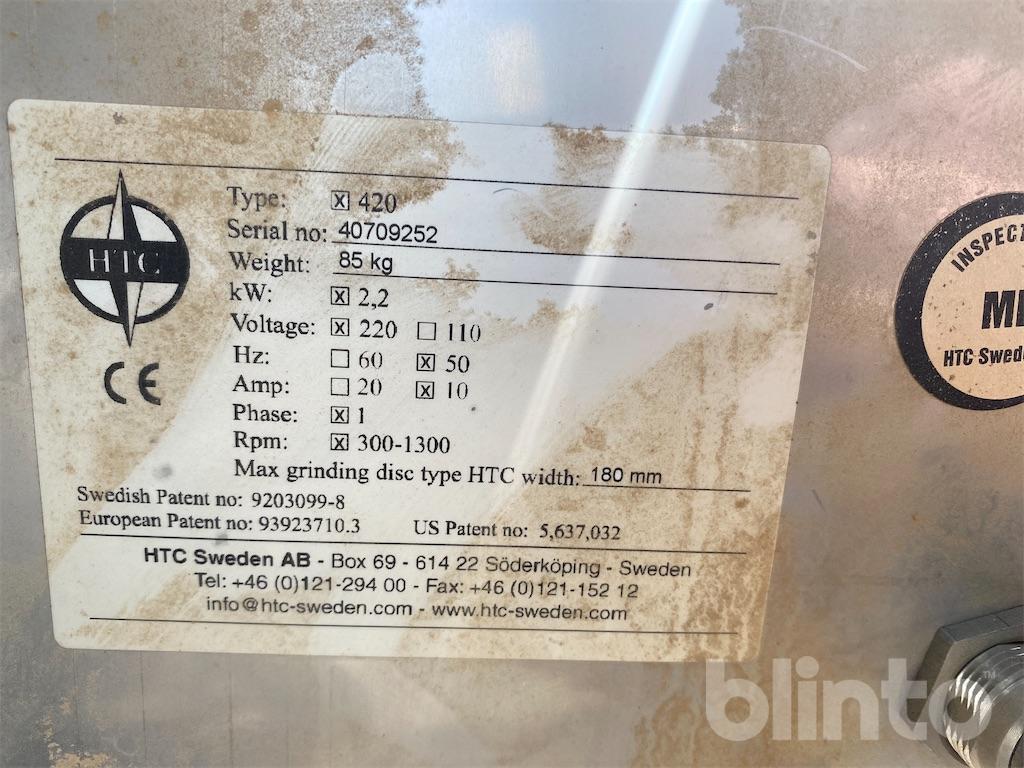 HTC
CE
Type: ☒ 420
Serial no: 40709252
Weight: 85 kg
kW: ☒ 2,2
Voltage: ☒ 220 ☐ 110
Hz: ☐ 60 ☒ 50
Amp: ☐ 20 ☒ 10
Phase: ☒ 1
Rpm: ☒ 300-1300
Max grinding disc type HTC width: 180 mm
Swedish Patent no: 9203099-8
European Patent no: 93923710.3 US Patent no: 5,637,032
HTC Sweden AB - Box 69 - 614 22 Söderköping - Sweden
Tel: +46 (0)121-294 00 - Fax: +46 (0)121-152 12
info@htc-sweden.com - www.htc-sweden.com
HTC
blinto™